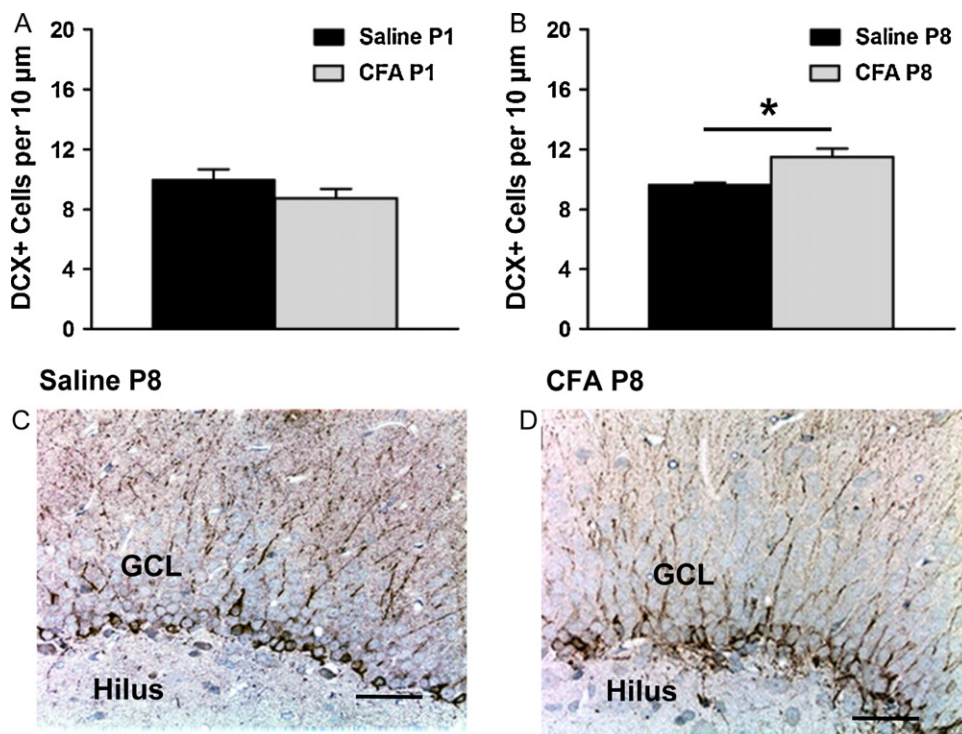 A
DCX+ Cells per 10 µm
20
16
12
8
4
0
Saline P1
CFA P1
B
DCX+ Cells per 10 µm
20
16
12
8
4
0
Saline P8
CFA P8
*
Saline P8
C
GCL
Hilus
CFA P8
D
GCL
Hilus